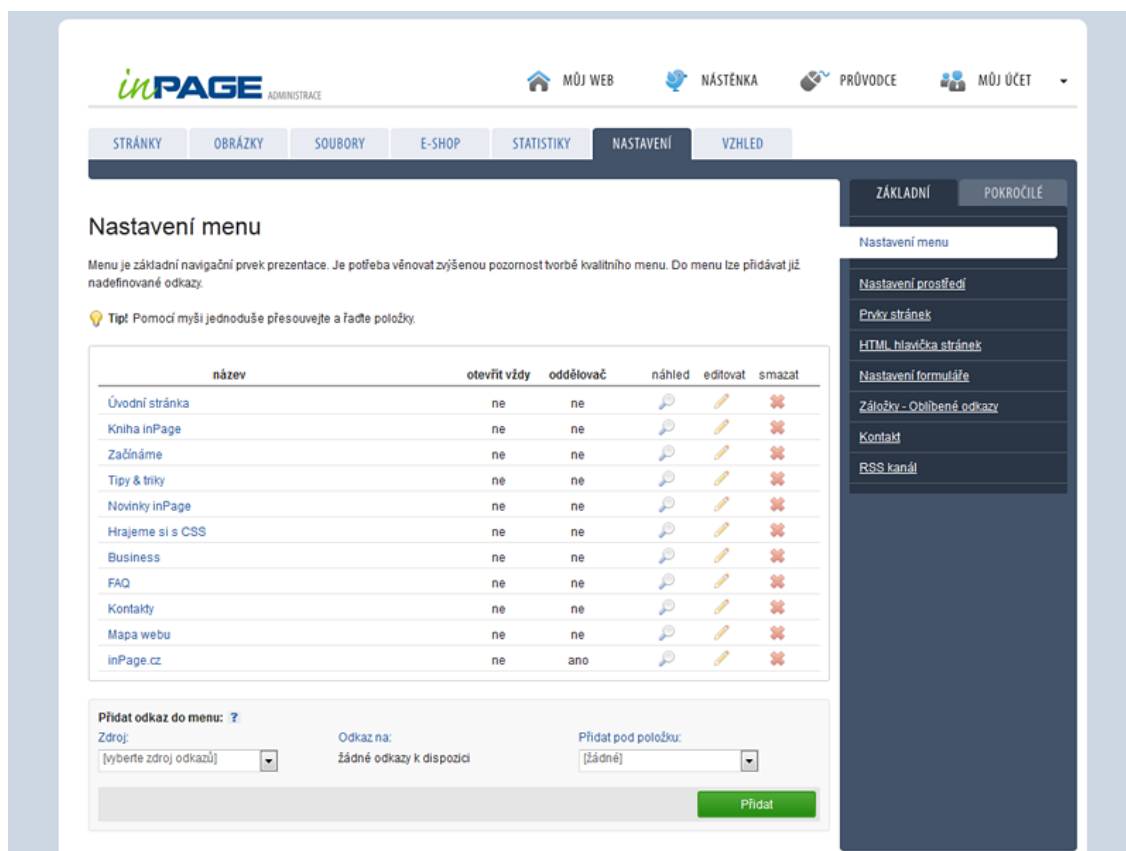 inPAGE ADMINISTRACE
MŮJ WEB NÁSTĚNKA PRŮVODCE MŮJ ÚČET
STRÁNKY OBRÁZKY SOUBORY E-SHOP STATISTIKY NASTAVENÍ VZHLED
ZÁKLADNÍ POKROČILÉ
Nastavení menu
Menu je základní navigační prvek prezentace. Je potřeba věnovat zvýšenou pozornost tvorbě kvalitního menu. Do menu lze přidávat již
nadefinované odkazy.
Tip! Pomocí myši jednoduše přesouvejte a řaďte položky.
název otevřít vždy oddělovač náhled editovat smazat
Úvodní stránka ne ne
Kniha inPage ne ne
Začínáme ne ne
Tipy & triky ne ne
Novinky inPage ne ne
Hrajeme si s CSS ne ne
Business ne ne
FAQ ne ne
Kontakty ne ne
Mapa webu ne ne
inPage.cz ne ano
Přidat odkaz do menu: ?
Zdroj: Odkaz na: Přidat pod položku:
[vyberte zdroj odkazů] žádné odkazy k dispozici [žádné]
Přidat
Nastavení menu
Nastavení prostředí
Prvky stránek
HTML hlavička stránek
Nastavení formuláře
Záložky - Oblíbené odkazy
Kontakt
RSS kanál